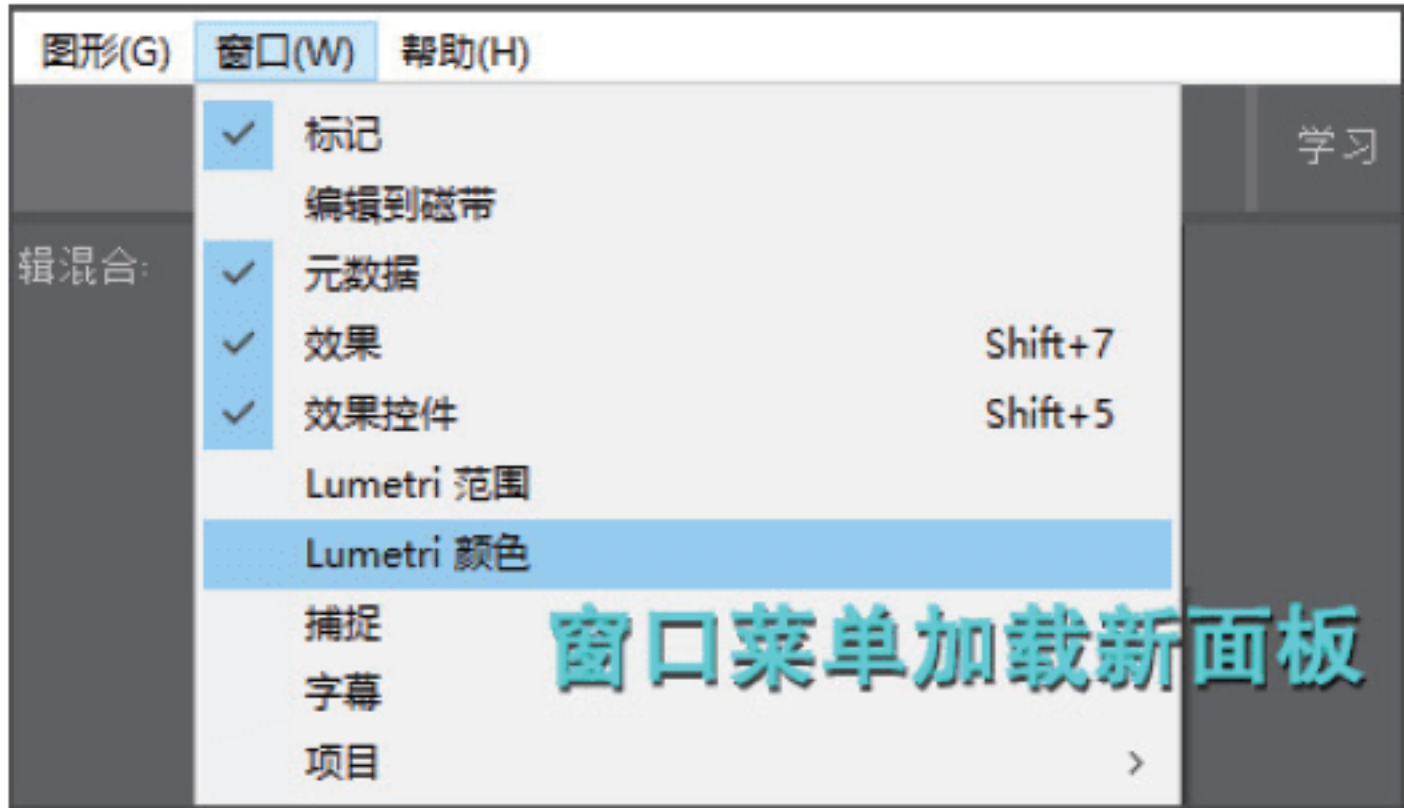 图形(G) 窗口(W) 帮助(H)
标记
学习
编辑到磁带
辑混合:
元数据
效果 Shift+7
效果控件 Shift+5
Lumetri 范围
Lumetri 颜色
捕捉
窗口菜单加载新面板
字幕
项目 >